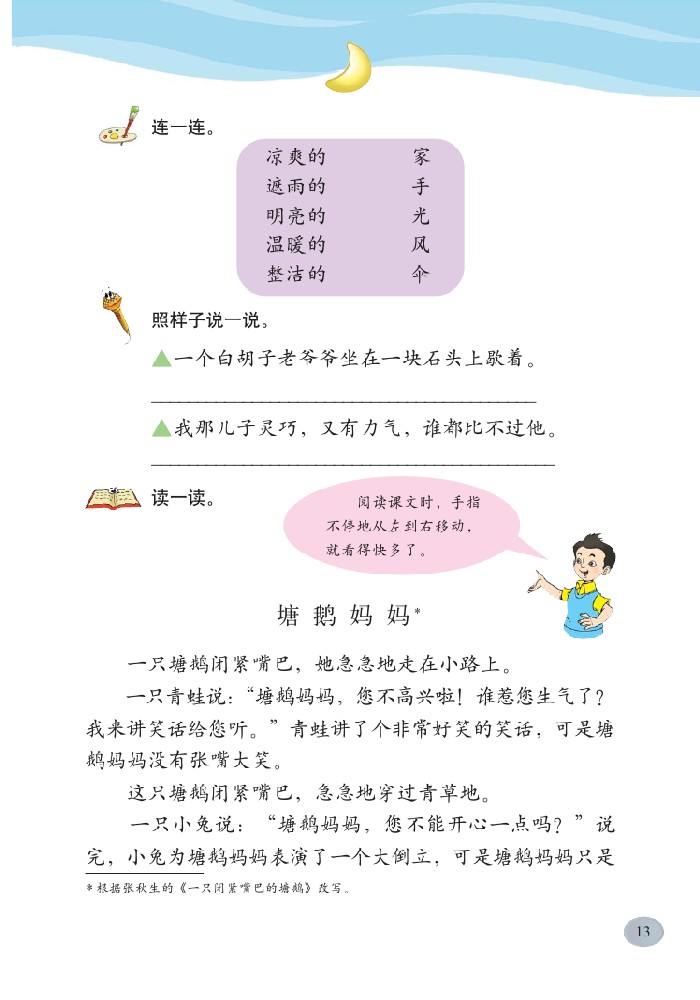 连一连。
凉爽的 家
遮雨的 手
明亮的 光
温暖的 风
整洁的 伞
照样子说一说。
▲一个白胡子老爷爷坐在一块石头上歇着。
▲我那儿子灵巧，又有力气，谁都比不过他。
读一读。
阅读课文时，手指
不停地从左到右移动，
就看得快多了。
塘鹅妈妈*
一只塘鹅闭紧嘴巴，她急急地走在小路上。
一只青蛙说：“塘鹅妈妈，您不高兴啦！谁惹您生气了？
我来讲笑话给您听。”青蛙讲了个非常好笑的笑话，可是塘
鹅妈妈没有张嘴大笑。
这只塘鹅闭紧嘴巴，急急地穿过青草地。
一只小兔说：“塘鹅妈妈，您不能开心一点吗？”说
完，小兔为塘鹅妈妈表演了一个大倒立，可是塘鹅妈妈只是
*根据张秋生的《一只闭紧嘴巴的塘鹅》改写。
13